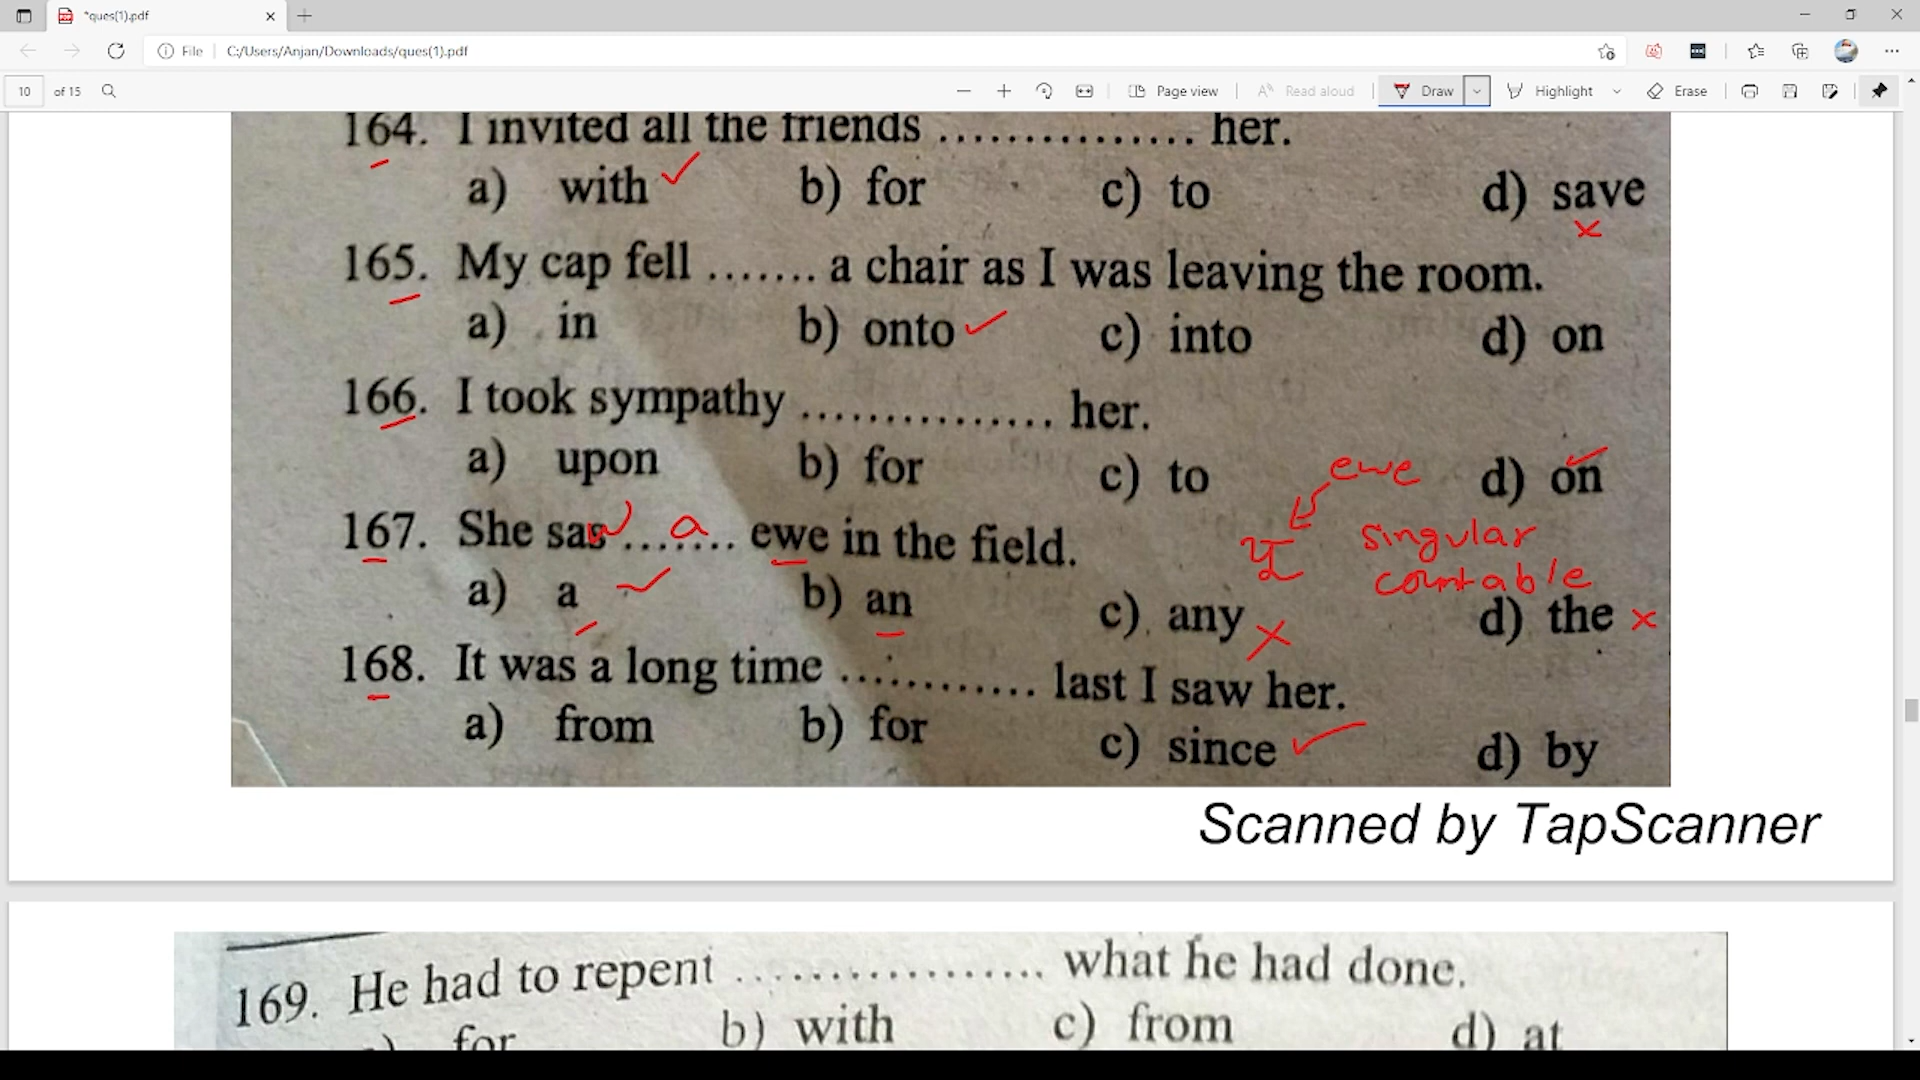 *ques(1).pdf
File C:/Users/Anjan/Downloads/ques(1).pdf
10 of 15 Page view Read aloud Draw Highlight Erase
164. I invited all the friends ............... her.
a) with b) for c) to d) save
165. My cap fell ....... a chair as I was leaving the room.
a) in b) onto c) into d) on
166. I took sympathy ............... her.
a) upon b) for c) to d) on
ewe
167. She saw ....... ewe in the field.
a
singular
countable
a) a b) an c) any d) the
168. It was a long time ............ last I saw her.
a) from b) for c) since d) by
Scanned by TapScanner
169. He had to repent ................. what he had done.
for b) with c) from d) at